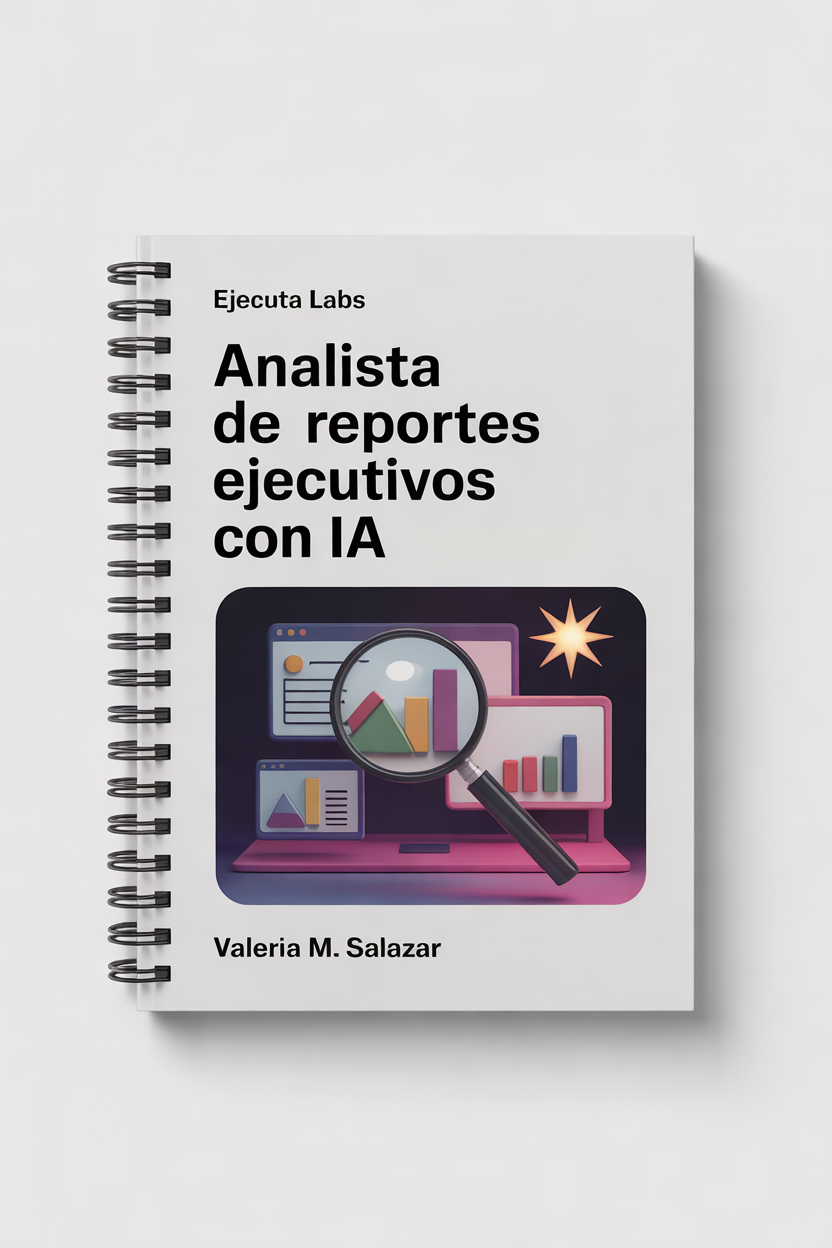 Ejecuta Labs
Analista
de reportes
ejecutivos
con IA
Valeria M. Salazar